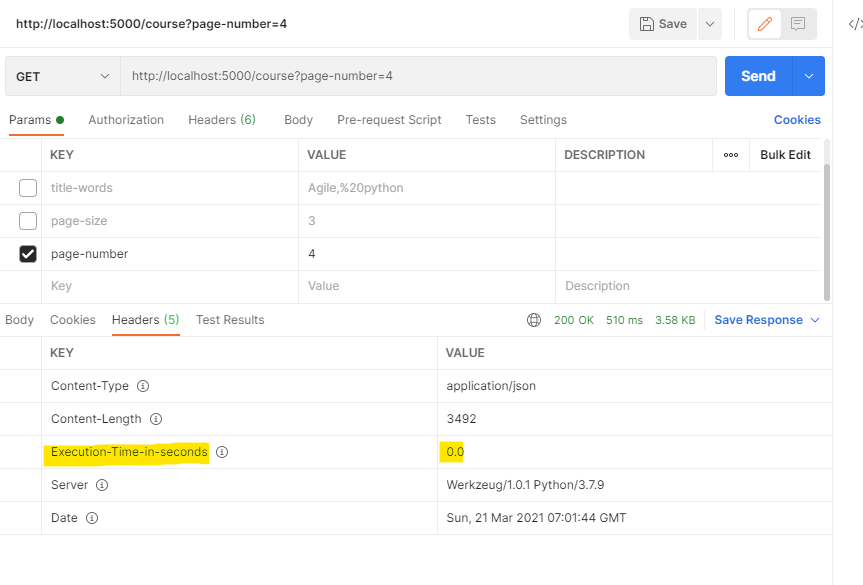 http://localhost:5000/course?page-number=4 Save </>
GET http://localhost:5000/course?page-number=4 Send
Params Authorization Headers (6) Body Pre-request Script Tests Settings Cookies
KEY VALUE DESCRIPTION ooo Bulk Edit
title-words Agile,%20python
page-size 3
page-number 4
Key Value Description
Body Cookies Headers (5) Test Results 200 OK 510 ms 3.58 KB Save Response
KEY VALUE
Content-Type application/json
Content-Length 3492
Execution-Time-in-seconds 0.0
Server Werkzeug/1.0.1 Python/3.7.9
Date Sun, 21 Mar 2021 07:01:44 GMT